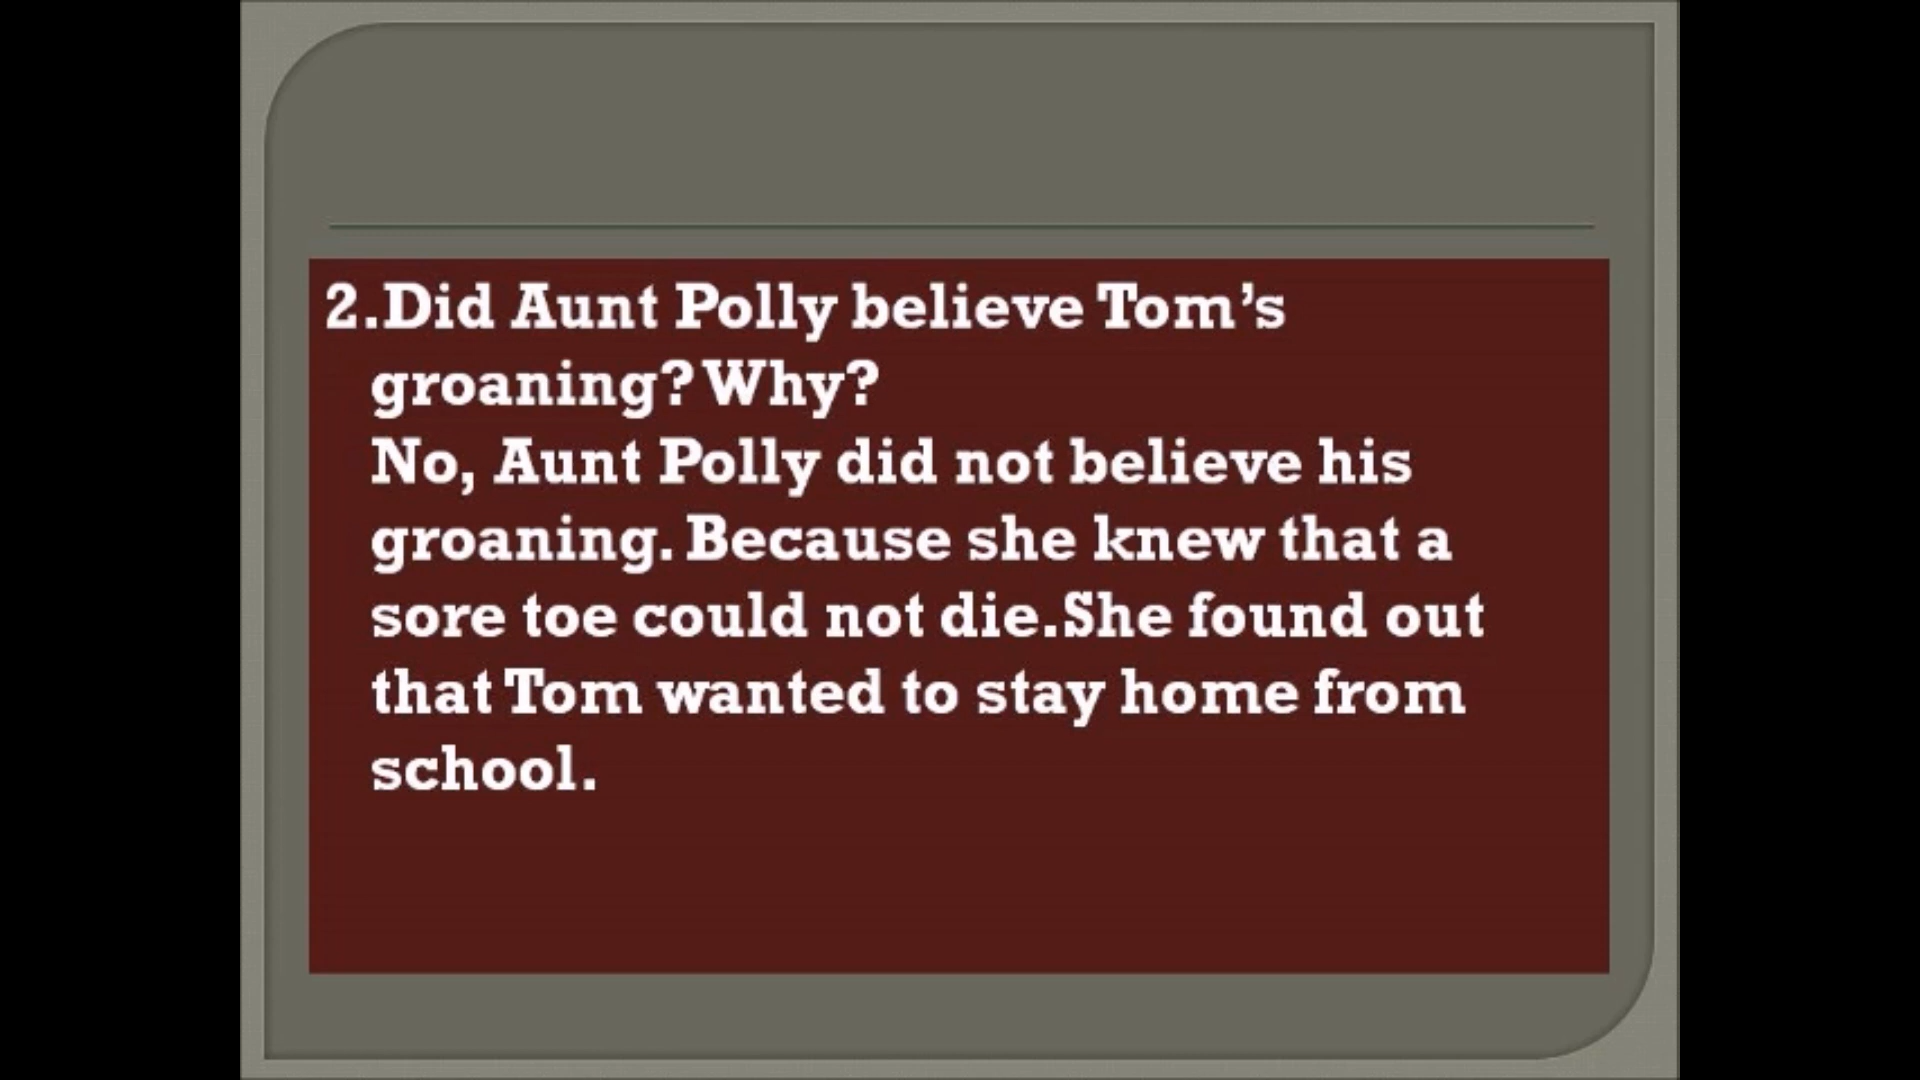 2.Did Aunt Polly believe Tom’s
groaning? Why?
No, Aunt Polly did not believe his
groaning. Because she knew that a
sore toe could not die.She found out
that Tom wanted to stay home from
school.